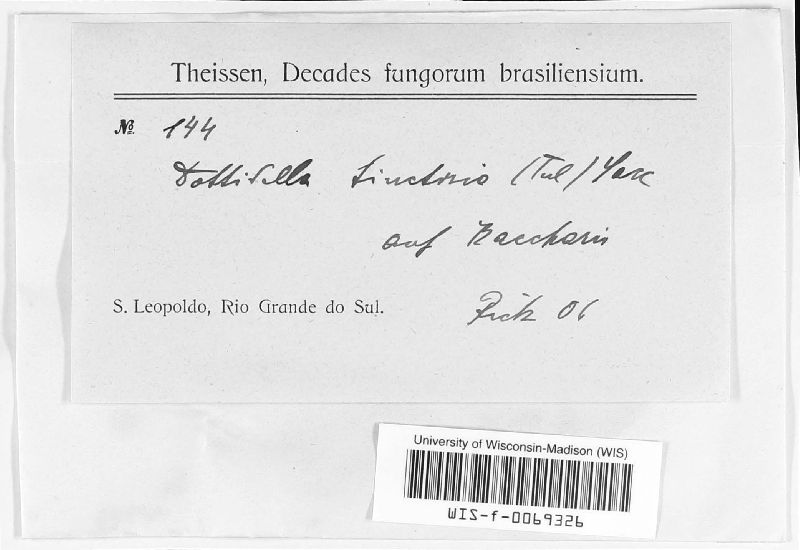 Theissen, Decades fungorum brasiliensium.
№ 144
Dothidella tinctoria (Tul) Sacc
auf Baccharis
S. Leopoldo, Rio Grande do Sul.
Rick 06
University of Wisconsin-Madison (WIS)
WIS-f-0069326